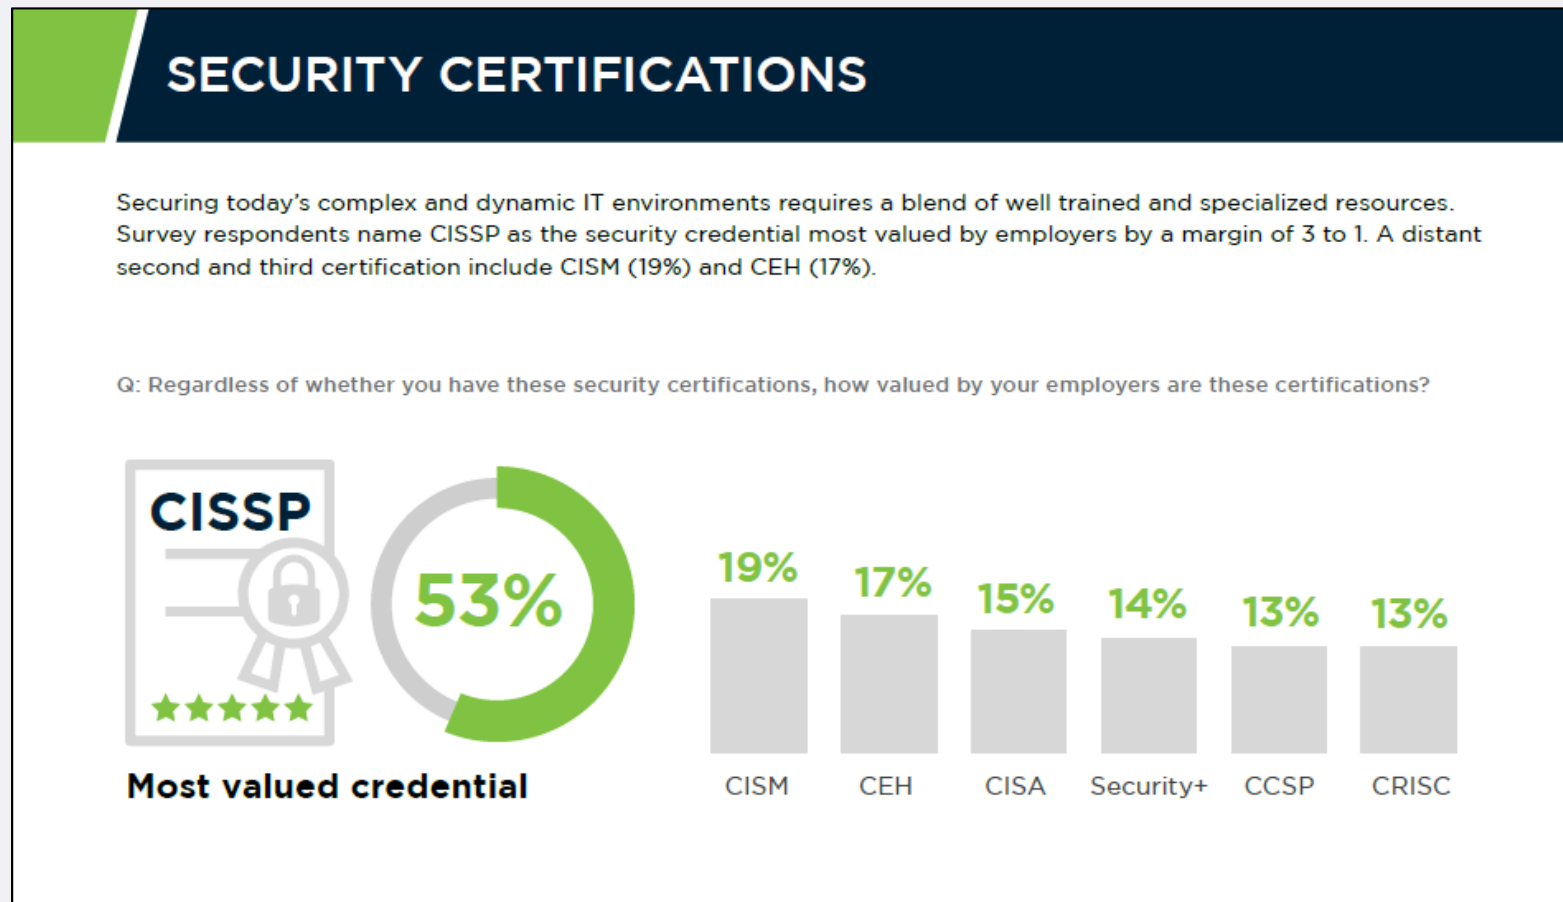 SECURITY CERTIFICATIONS
Securing today’s complex and dynamic IT environments requires a blend of well trained and specialized resources.
Survey respondents name CISSP as the security credential most valued by employers by a margin of 3 to 1. A distant
second and third certification include CISM (19%) and CEH (17%).
Q: Regardless of whether you have these security certifications, how valued by your employers are these certifications?
CISSP
53%
Most valued credential
19%
17%
15%
14%
13%
13%
CISM
CEH
CISA
Security+
CCSP
CRISC